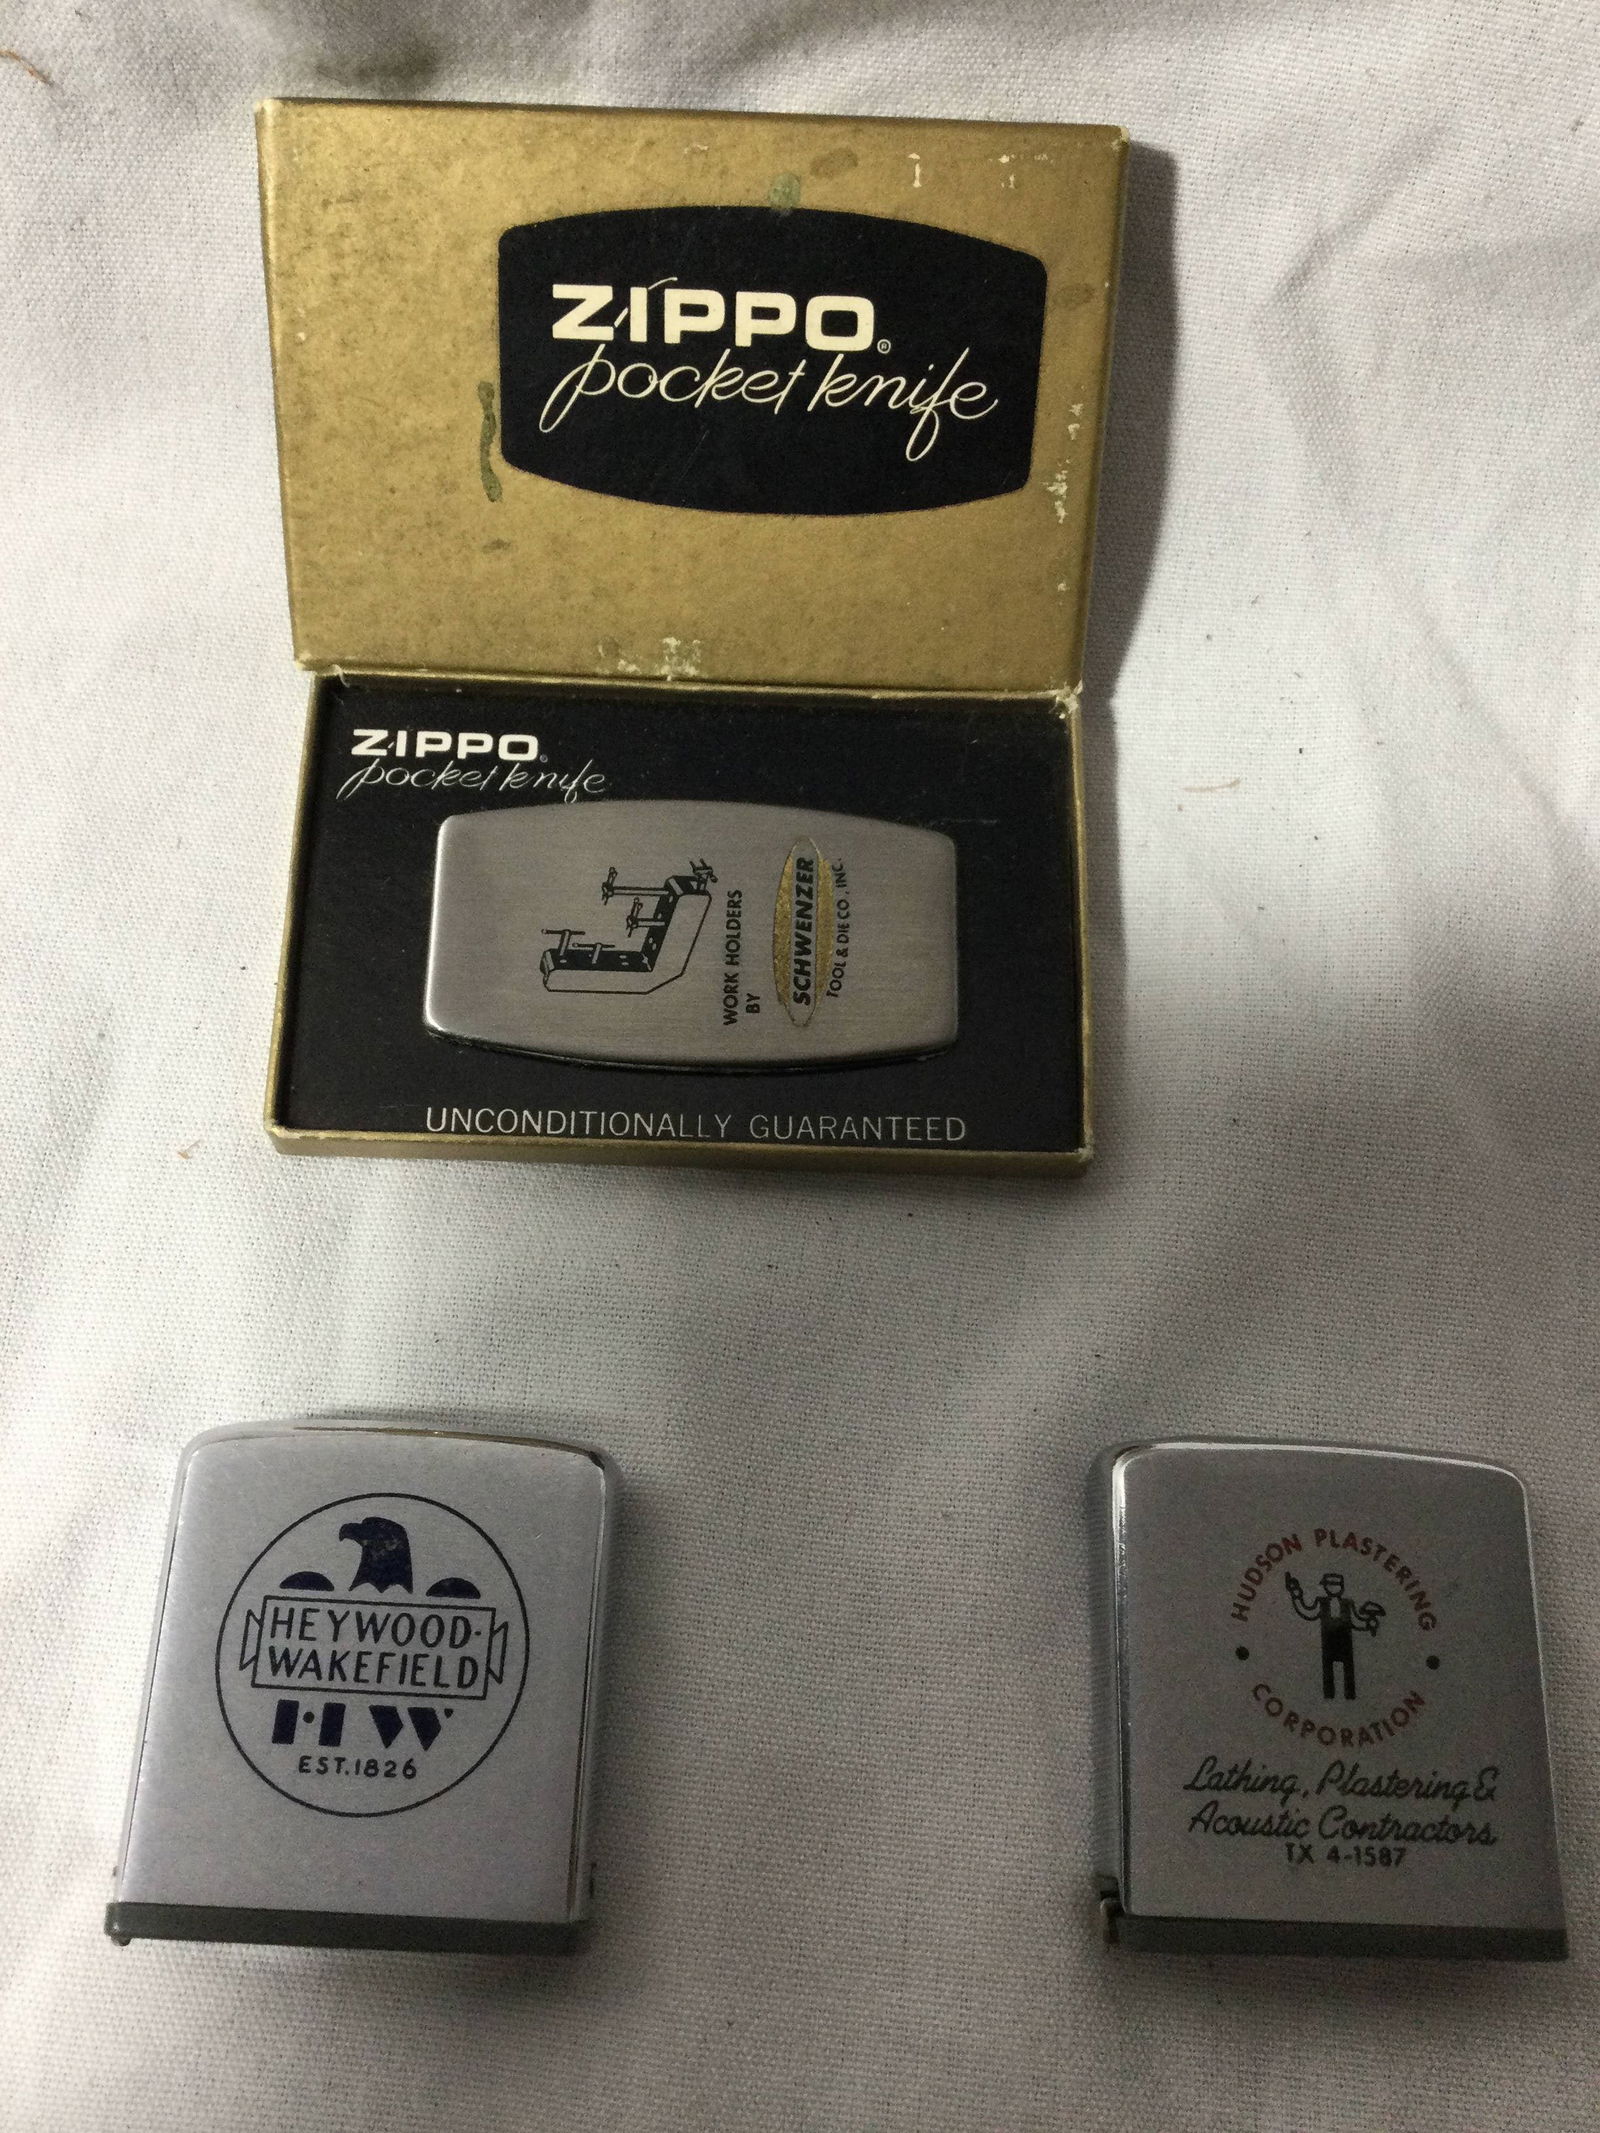 ZIPPO®
pocket knife
ZIPPO®
pocket knife
WORK HOLDERS
BY
SCHWENZER
TOOL & DIE CO., INC.
UNCONDITIONALLY GUARANTEED
HEYWOOD-
WAKEFIELD
HW
EST. 1826
HUDSON PLASTERING
CORPORATION
Lathing, Plastering &
Acoustic Contractors
TX 4-1587